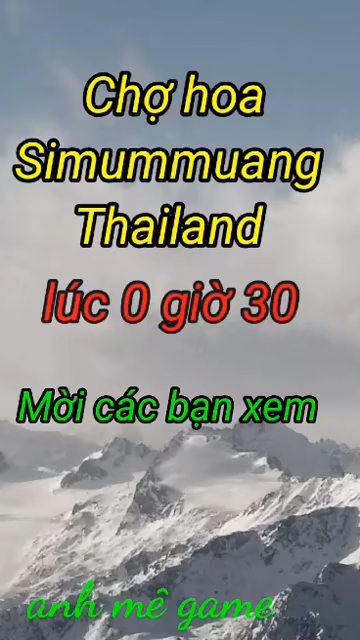 Chợ hoa
Simummuang
Thailand
lúc 0 giờ 30
Mời các bạn xem
anh mê game